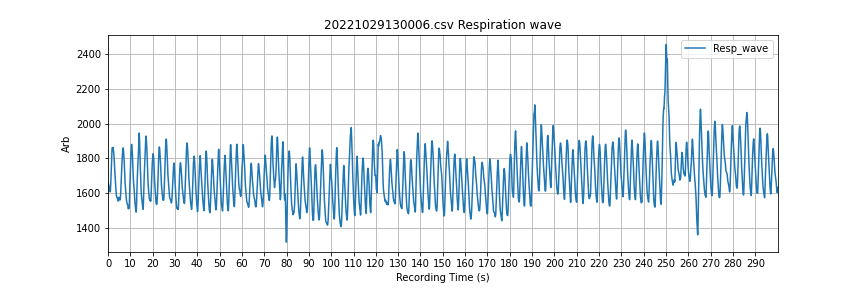 20221029130006.csv Respiration wave
Resp_wave
2400
2200
2000
1800
1600
1400
Arb
0 10 20 30 40 50 60 70 80 90 100 110 120 130 140 150 160 170 180 190 200 210 220 230 240 250 260 270 280 290
Recording Time (s)